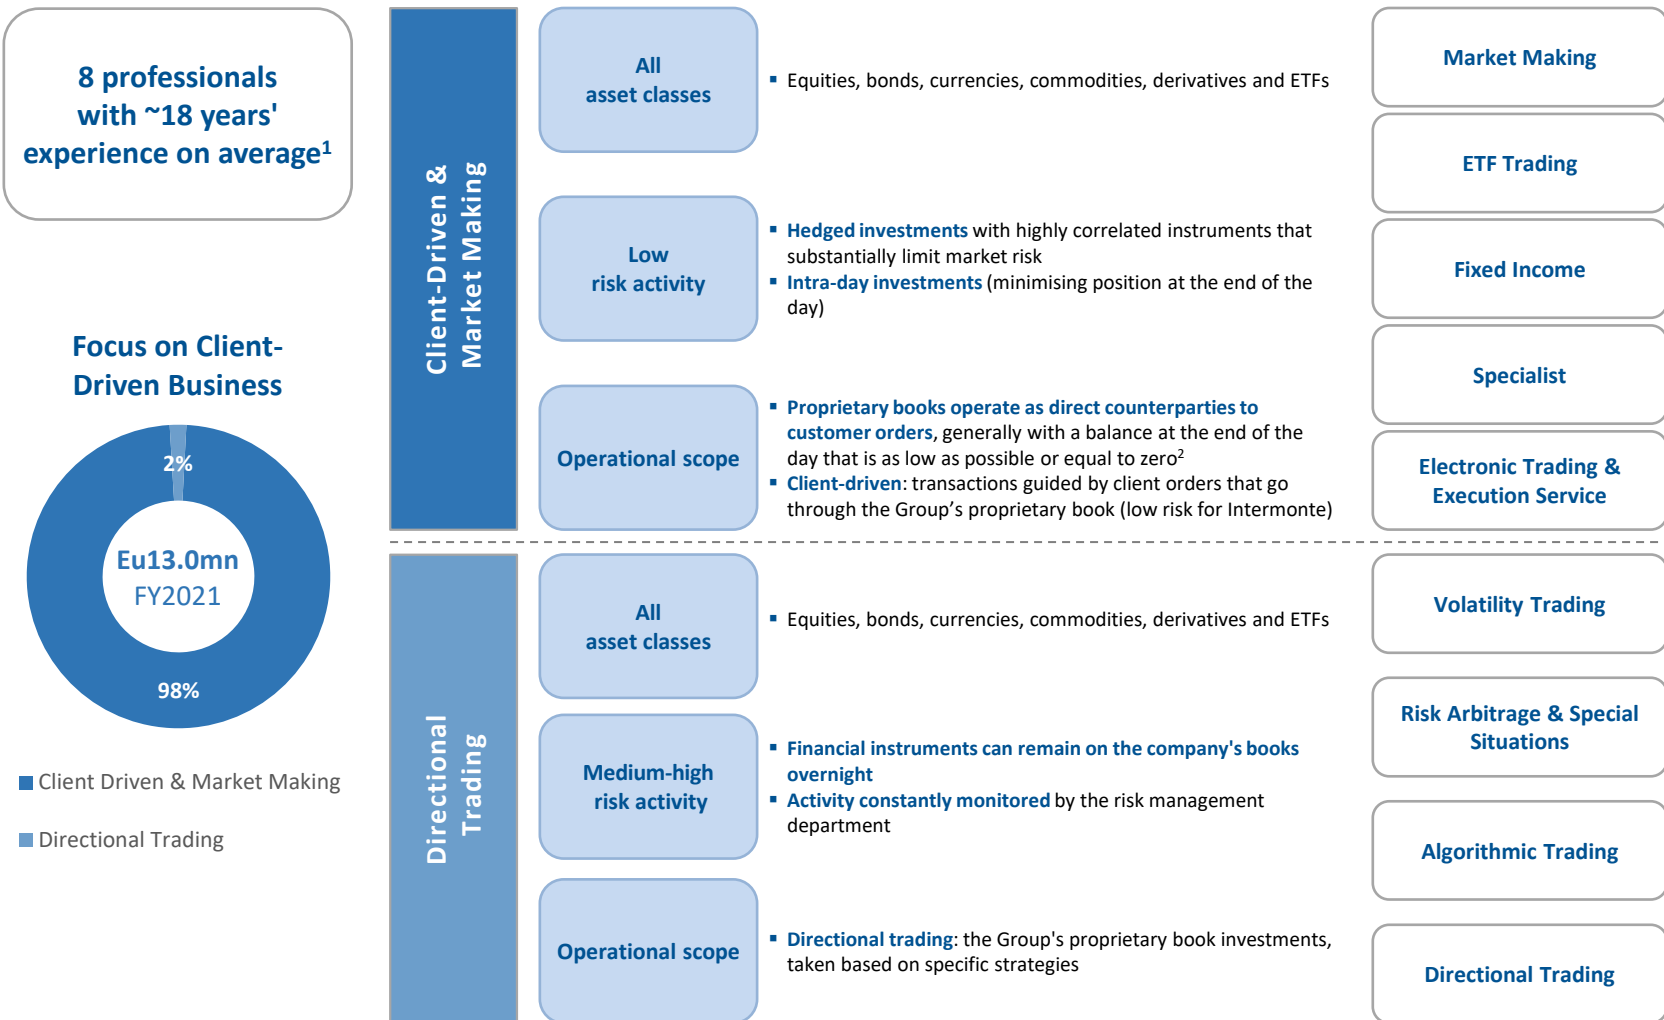 8 professionals
with ~18 years'
experience on average¹
Focus on Client-
Driven Business
2%
Eu13.0mn
FY2021
98%
Client Driven & Market Making
Directional Trading
Client-Driven &
Market Making
All
asset classes
▪ Equities, bonds, currencies, commodities, derivatives and ETFs
Low
risk activity
▪ Hedged investments with highly correlated instruments that
substantially limit market risk
▪ Intra-day investments (minimising position at the end of the
day)
Operational scope
▪ Proprietary books operate as direct counterparties to
customer orders, generally with a balance at the end of the
day that is as low as possible or equal to zero²
▪ Client-driven: transactions guided by client orders that go
through the Group’s proprietary book (low risk for Intermonte)
Market Making
ETF Trading
Fixed Income
Specialist
Electronic Trading &
Execution Service
Directional
Trading
All
asset classes
▪ Equities, bonds, currencies, commodities, derivatives and ETFs
Medium-high
risk activity
▪ Financial instruments can remain on the company's books
overnight
▪ Activity constantly monitored by the risk management
department
Operational scope
▪ Directional trading: the Group's proprietary book investments,
taken based on specific strategies
Volatility Trading
Risk Arbitrage & Special
Situations
Algorithmic Trading
Directional Trading